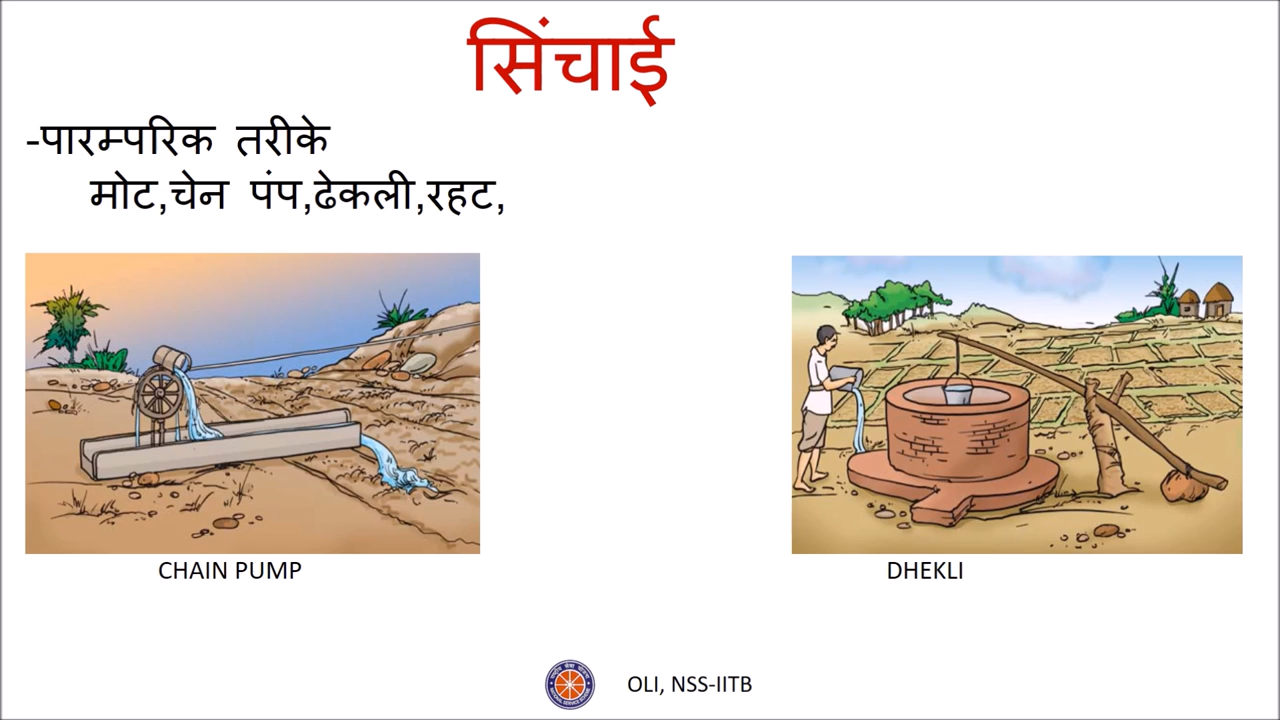 सिंचाई
-पारम्परिक तरीके
मोट,चेन पंप,ढेकली,रहट,
CHAIN PUMP
DHEKLI
OLI, NSS-IITB